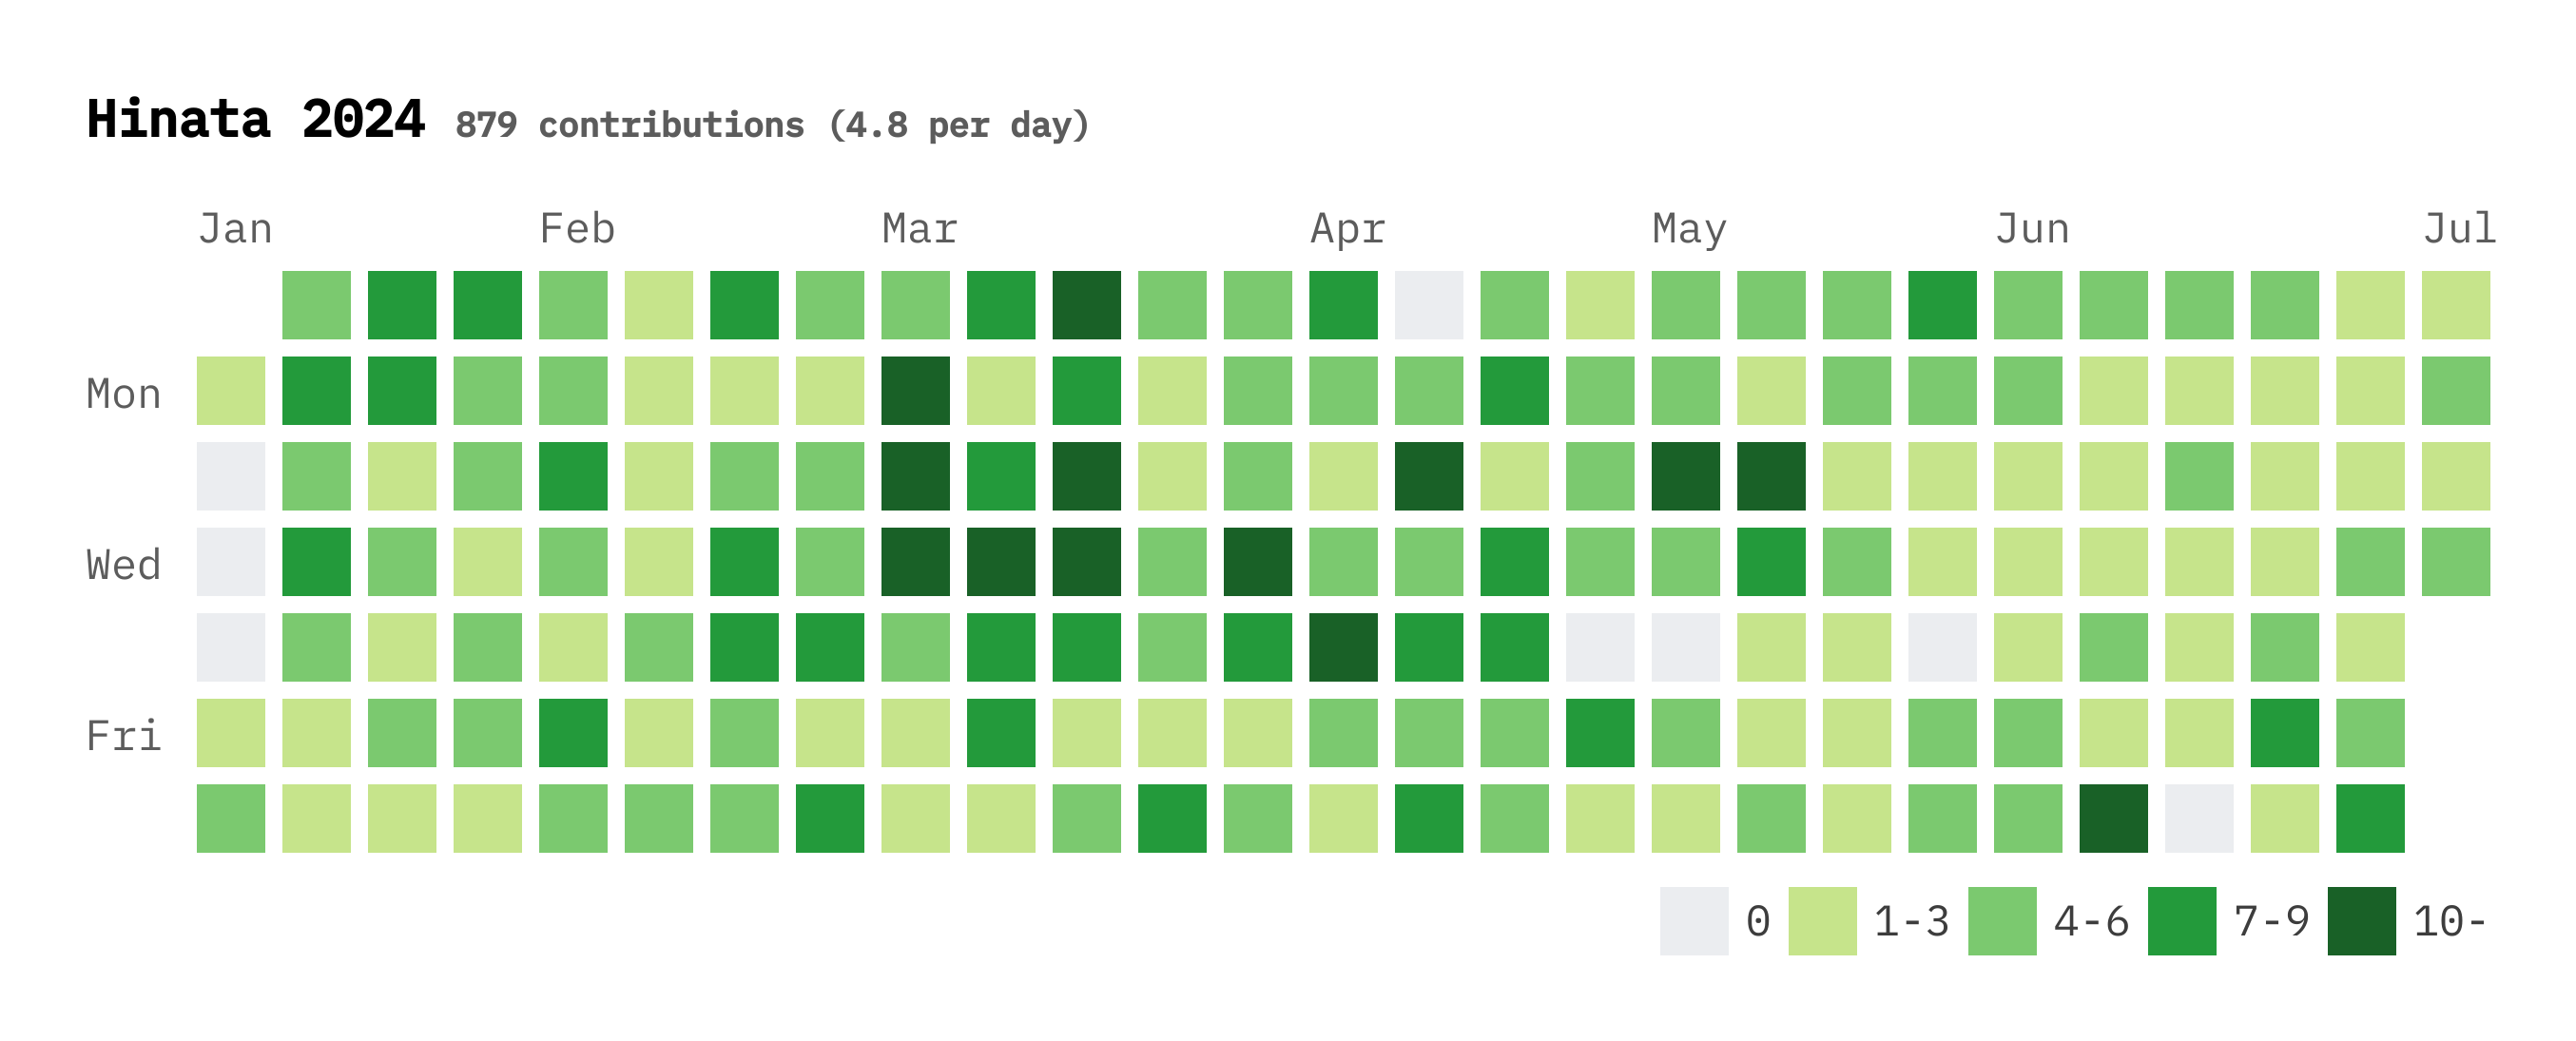 Hinata 2024 879 contributions (4.8 per day)
Jan Feb Mar Apr May Jun Jul
Mon
Wed
Fri
0 1-3 4-6 7-9 10-